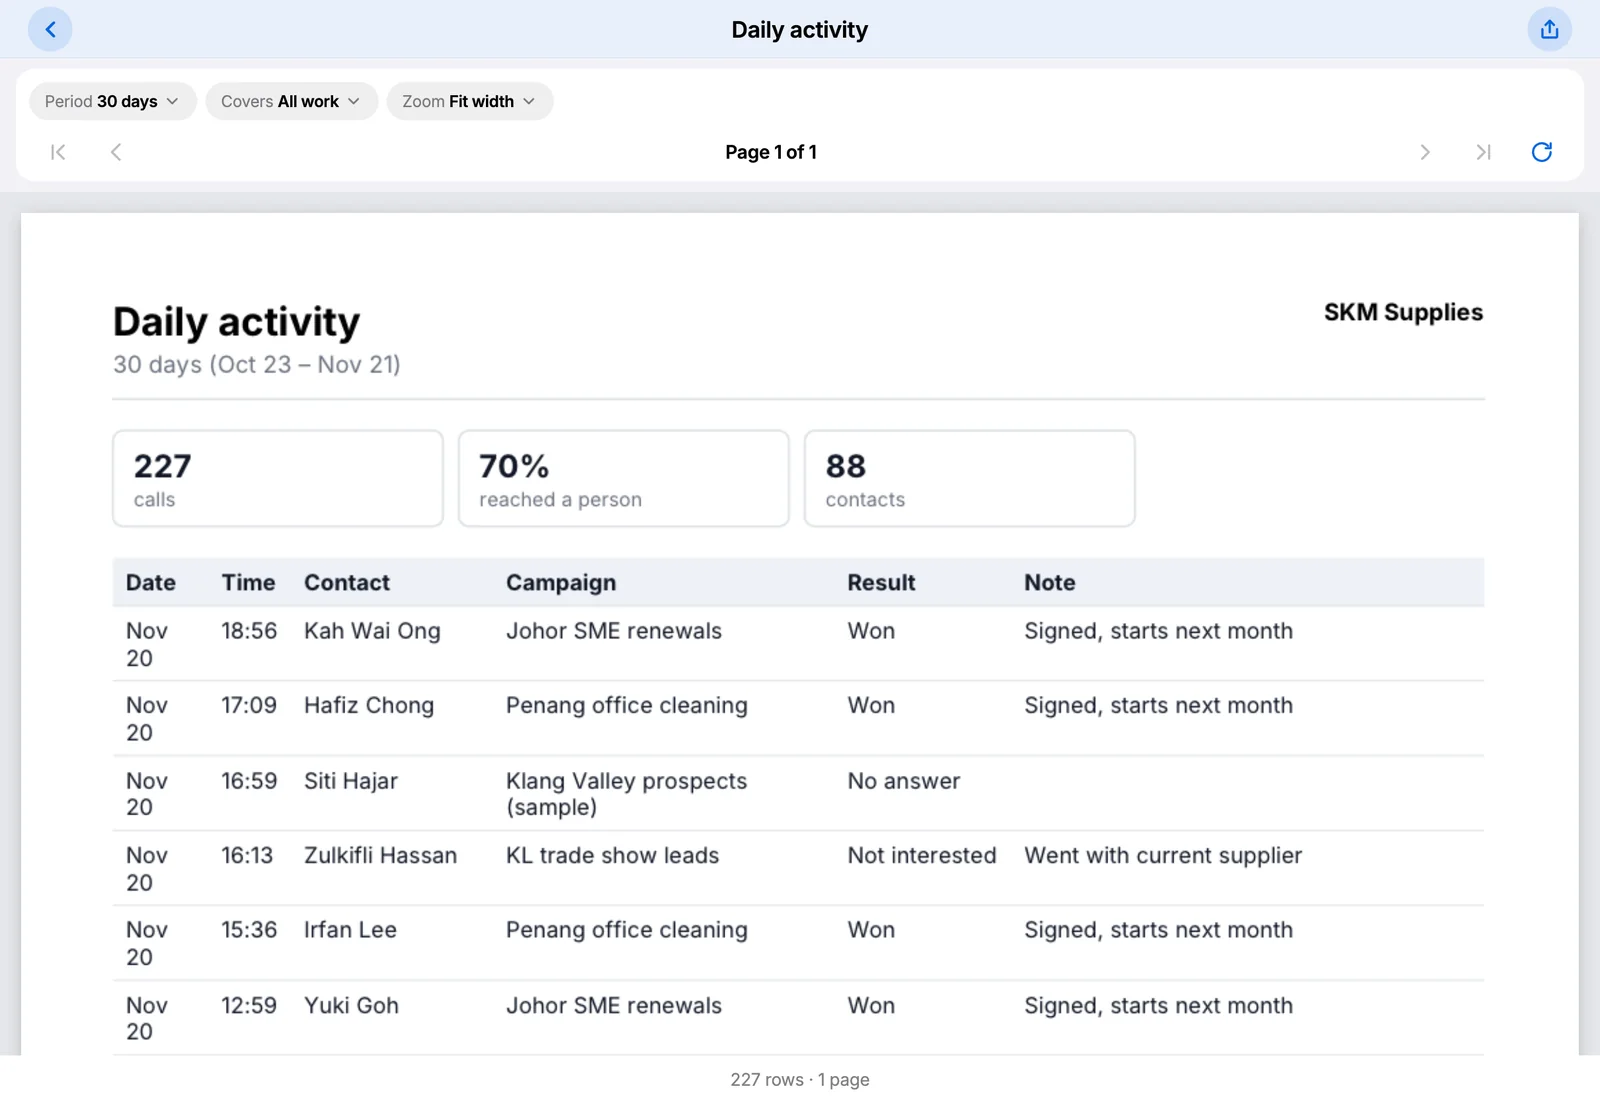 Daily activity
Period 30 days
Covers All work
Zoom Fit width
Page 1 of 1
Daily activity
SKM Supplies
30 days (Oct 23 – Nov 21)
227
calls
70%
reached a person
88
contacts
Date Time Contact Campaign Result Note
Nov 20 18:56 Kah Wai Ong Johor SME renewals Won Signed, starts next month
Nov 20 17:09 Hafiz Chong Penang office cleaning Won Signed, starts next month
Nov 20 16:59 Siti Hajar Klang Valley prospects (sample) No answer
Nov 20 16:13 Zulkifli Hassan KL trade show leads Not interested Went with current supplier
Nov 20 15:36 Irfan Lee Penang office cleaning Won Signed, starts next month
Nov 20 12:59 Yuki Goh Johor SME renewals Won Signed, starts next month
227 rows · 1 page